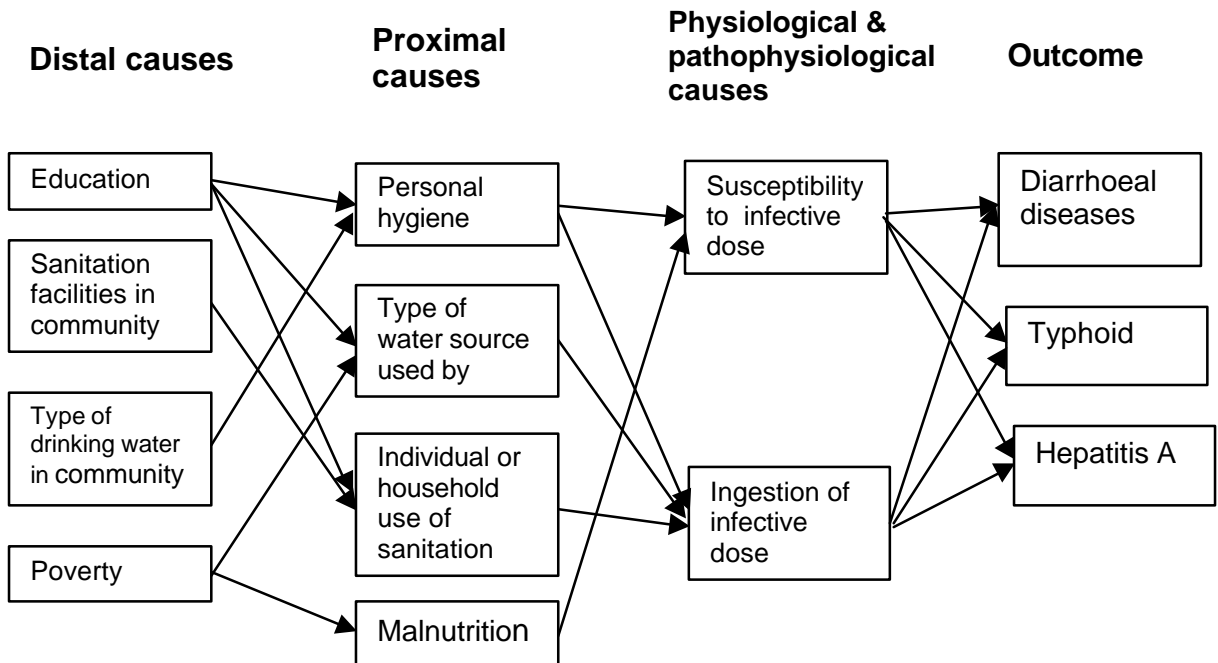 Distal causes
Proximal
causes
Physiological &
pathophysiological
causes
Outcome
Education
Sanitation
facilities in
community
Type of
drinking water
in community
Poverty
Personal
hygiene
Type of
water source
used by
Individual or
household
use of
sanitation
Malnutrition
Susceptibility
to infective
dose
Ingestion of
infective
dose
Diarrhoeal
diseases
Typhoid
Hepatitis A